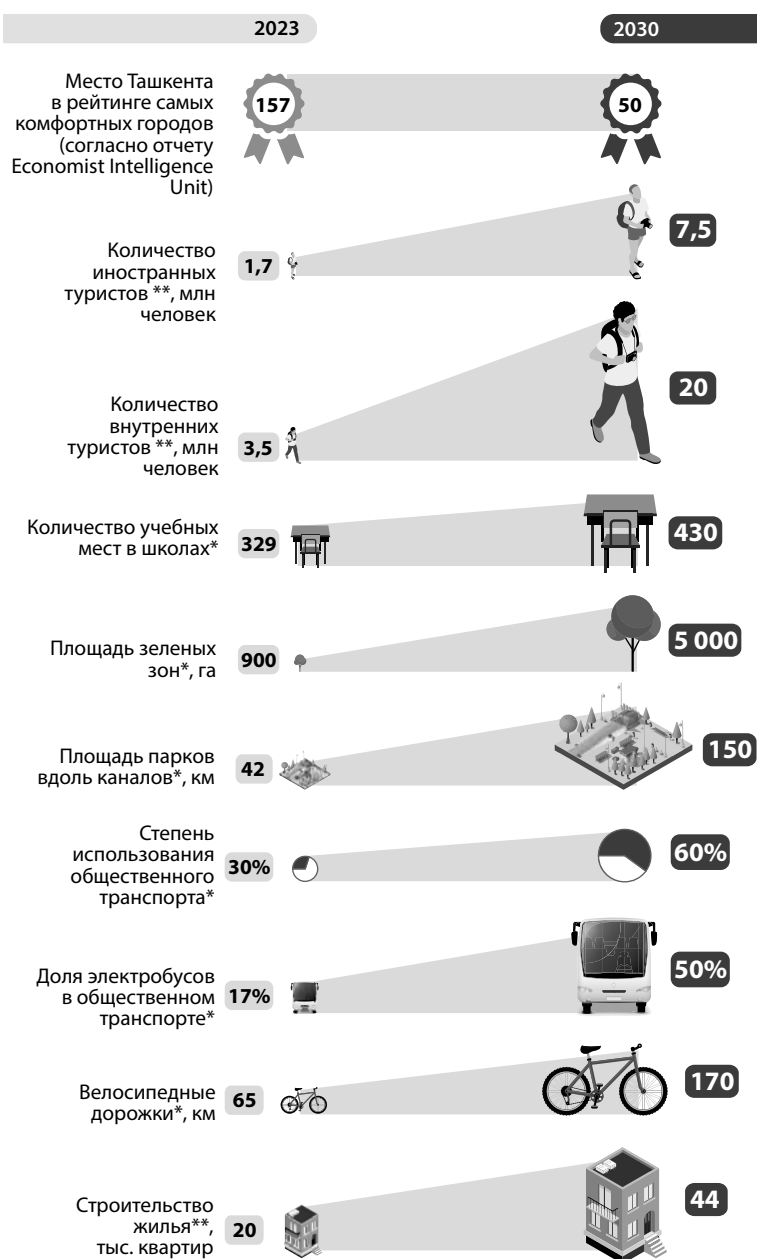 2023
2030
Место Ташкента
в рейтинге самых
комфортных городов
(согласно отчету
Economist Intelligence
Unit)
157
50
Количество
иностранных
туристов **, млн
человек
1,7
7,5
Количество
внутренних
туристов **, млн
человек
3,5
20
Количество учебных
мест в школах*
329
430
Площадь зеленых
зон*, га
900
5 000
Площадь парков
вдоль каналов*, км
42
150
Степень
использования
общественного
транспорта*
30%
60%
Доля электробусов
в общественном
транспорте*
17%
50%
Велосипедные
дорожки*, км
65
170
Строительство
жилья**,
тыс. квартир
20
44